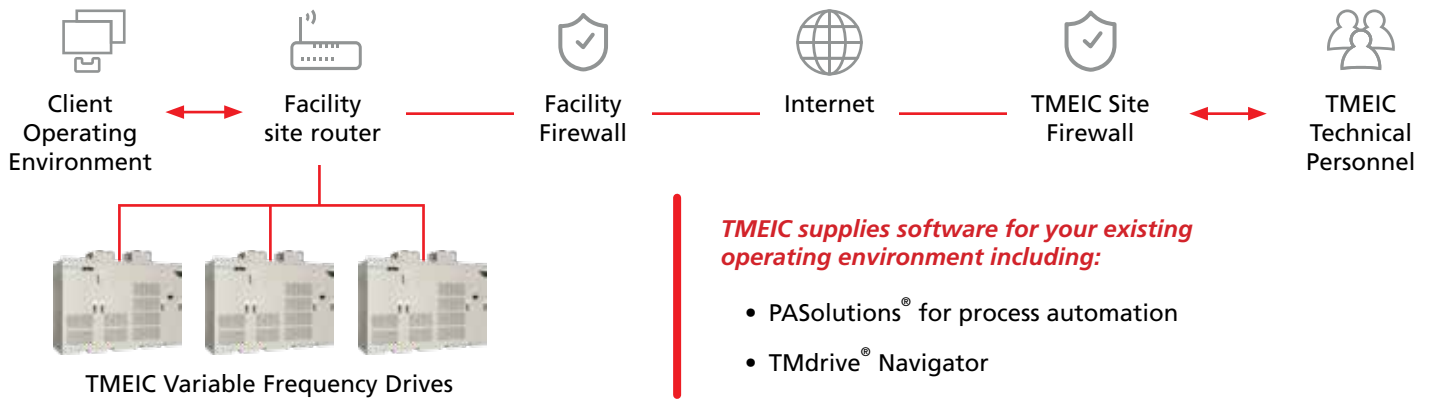 Client
Operating
Environment
Facility
site router
Facility
Firewall
Internet
TMEIC Site
Firewall
TMEIC
Technical
Personnel
TMEIC Variable Frequency Drives
TMEIC supplies software for your existing
operating environment including:
• PASolutions® for process automation
• TMdrive® Navigator